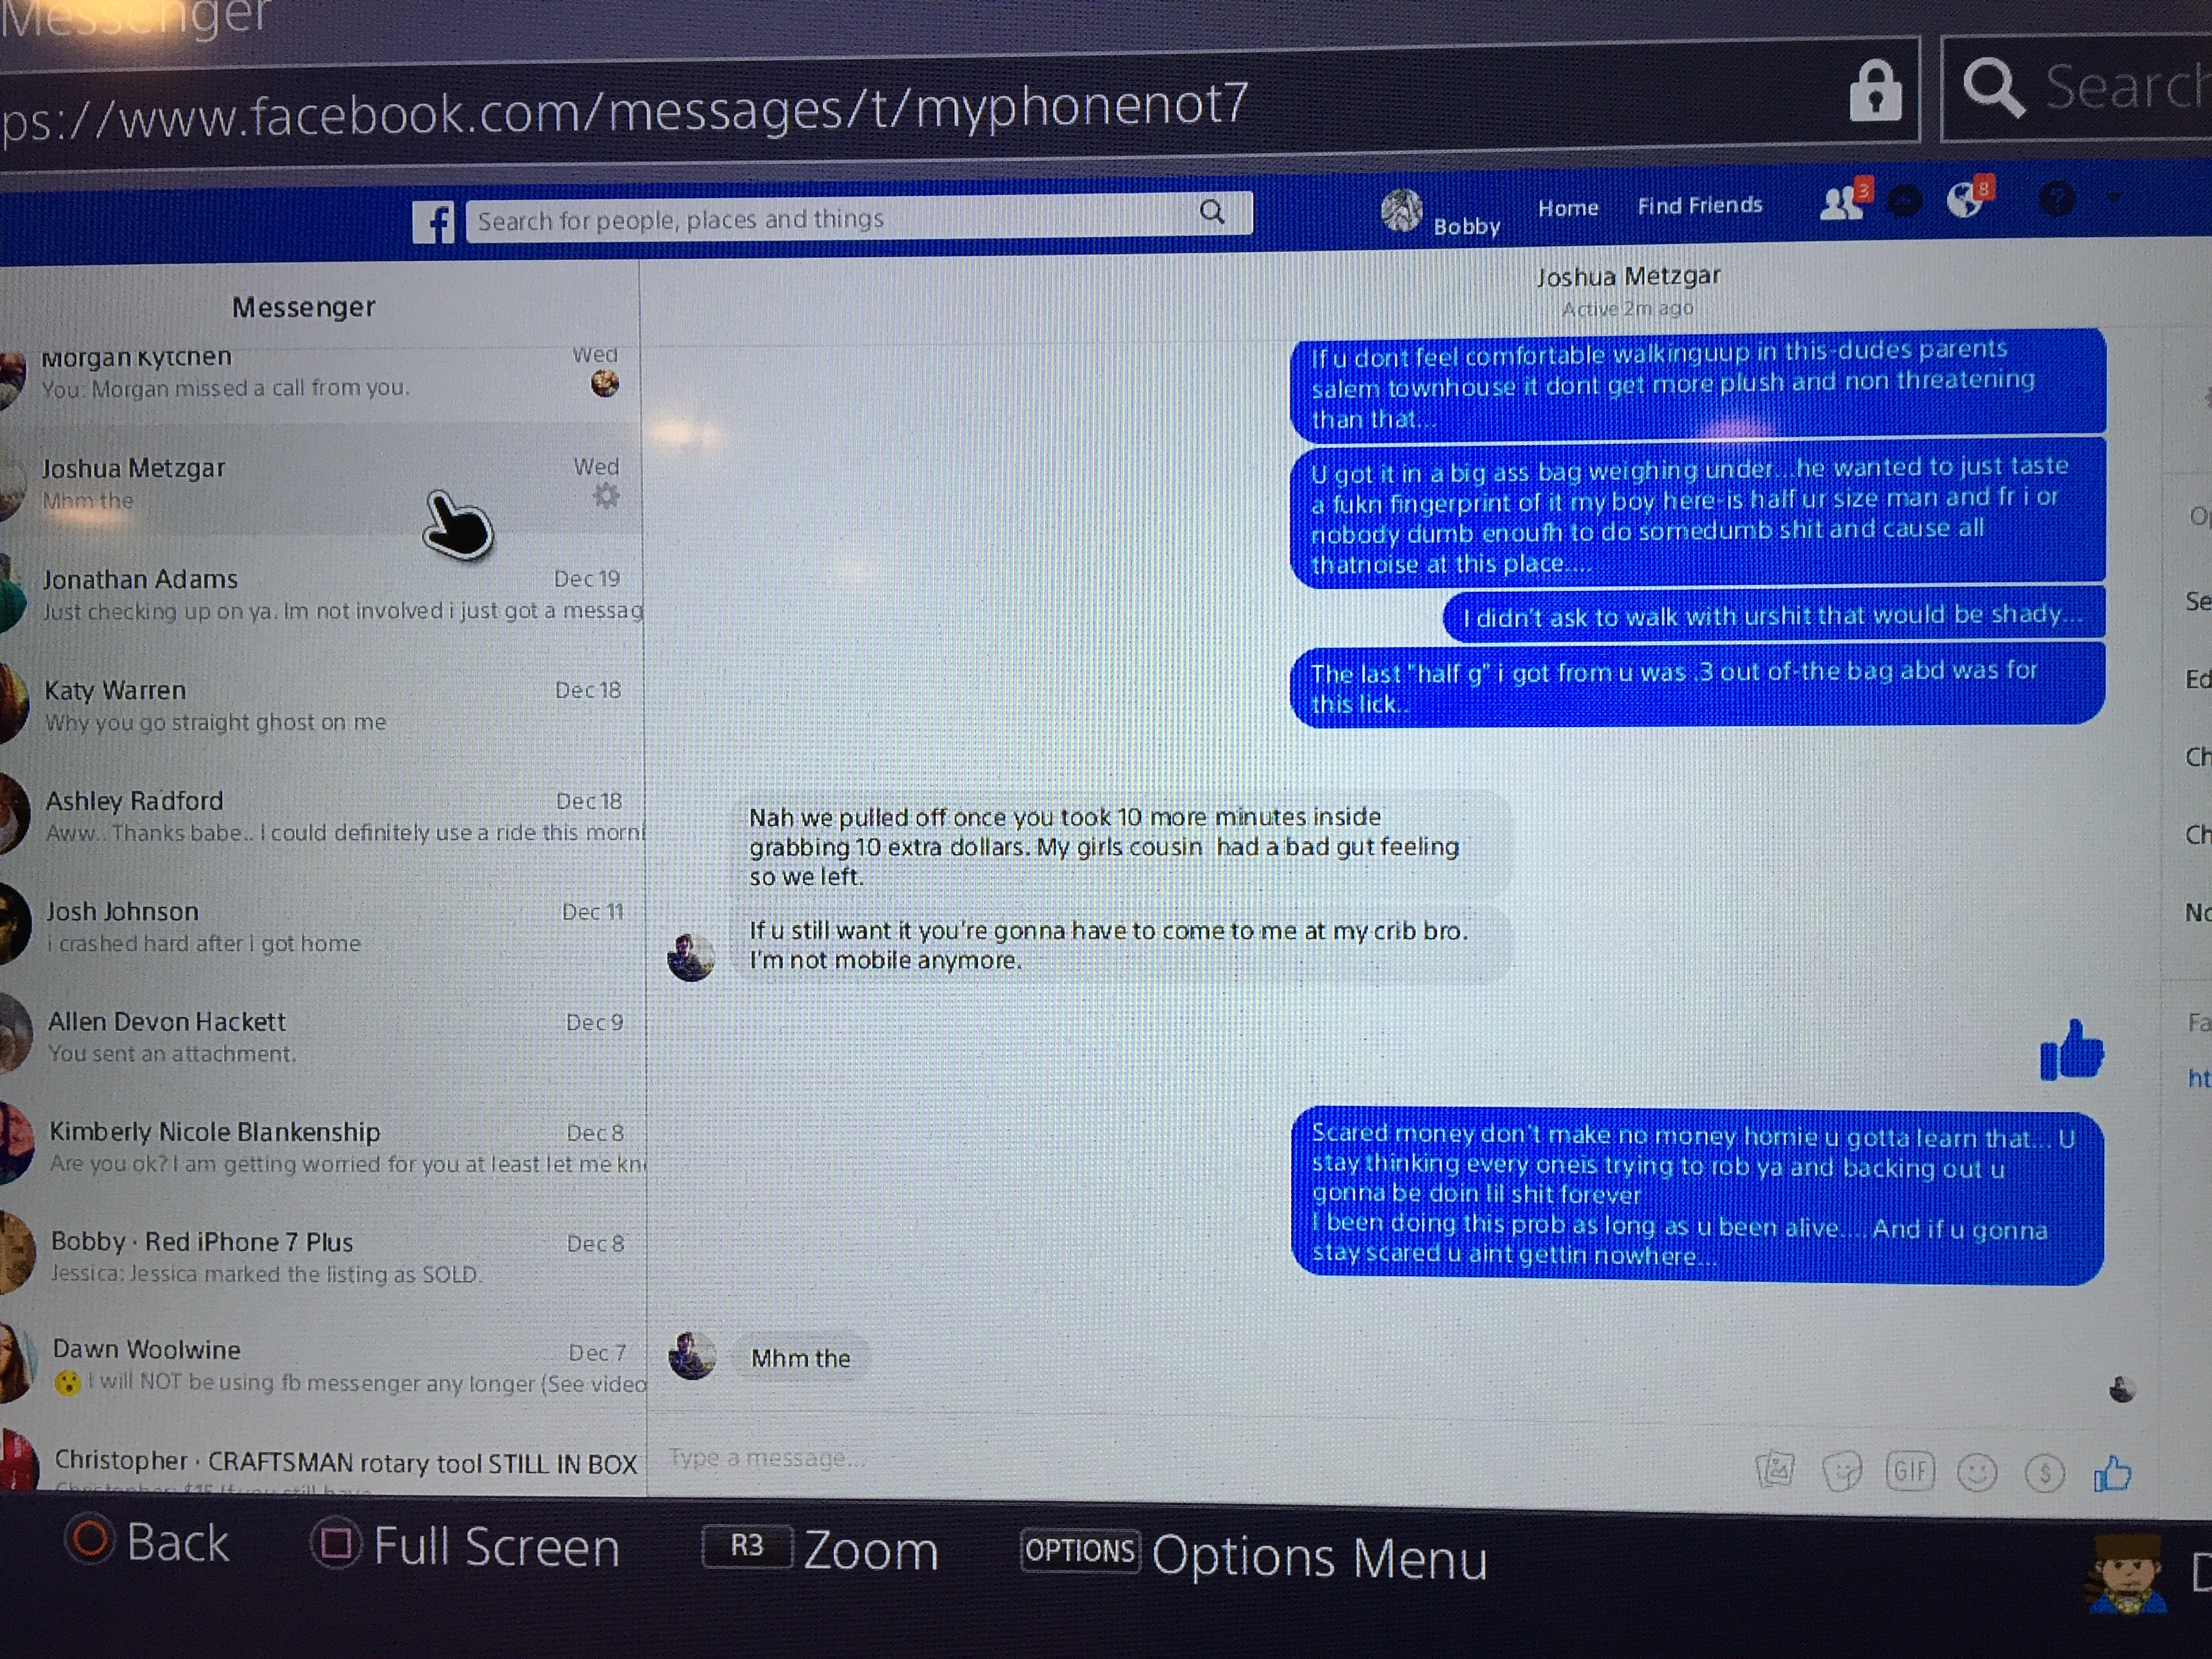 Messenger
ps://www.facebook.com/messages/t/myphonenot7
Search
Search for people, places and things
Bobby
Home
Find Friends
3
8
?
Messenger
Joshua Metzgar
Active 2m ago
Morgan Kytchen
Wed
You: Morgan missed a call from you.
Joshua Metzgar
Wed
Mhm the
Jonathan Adams
Dec 19
Just checking up on ya. Im not involved i just got a messag
Katy Warren
Dec 18
Why you go straight ghost on me
Ashley Radford
Dec 18
Aww.. Thanks babe.. I could definitely use a ride this morni
Josh Johnson
Dec 11
i crashed hard after i got home
Allen Devon Hackett
Dec 9
You sent an attachment.
Kimberly Nicole Blankenship
Dec 8
Are you ok? I am getting worried for you at least let me kn
Bobby · Red iPhone 7 Plus
Dec 8
Jessica: Jessica marked the listing as SOLD.
Dawn Woolwine
Dec 7
😮 I will NOT be using fb messenger any longer (See video
Christopher · CRAFTSMAN rotary tool STILL IN BOX
If u dont feel comfortable walkinguup in this-dudes parents
salem townhouse it dont get more plush and non threatening
than that...
U got it in a big ass bag weighing under...he wanted to just taste
a fukn fingerprint of it my boy here-is half ur size man and fr i or
nobody dumb enoufh to do somedumb shit and cause all
thatnoise at this place....
I didn't ask to walk with urshit that would be shady...
The last "half g" i got from u was .3 out of-the bag abd was for
this lick..
Nah we pulled off once you took 10 more minutes inside
grabbing 10 extra dollars. My girls cousin had a bad gut feeling
so we left.
If u still want it you're gonna have to come to me at my crib bro.
I'm not mobile anymore.
Scared money don't make no money homie u gotta learn that... U
stay thinking every oneis trying to rob ya and backing out u
gonna be doin lil shit forever
I been doing this prob as long as u been alive.... And if u gonna
stay scared u aint gettin nowhere...
Mhm the
Type a message...
GIF
$
Op
Se
Ed
Ch
Ch
No
Fa
ht
Back
Full Screen
R3
Zoom
OPTIONS
Options Menu